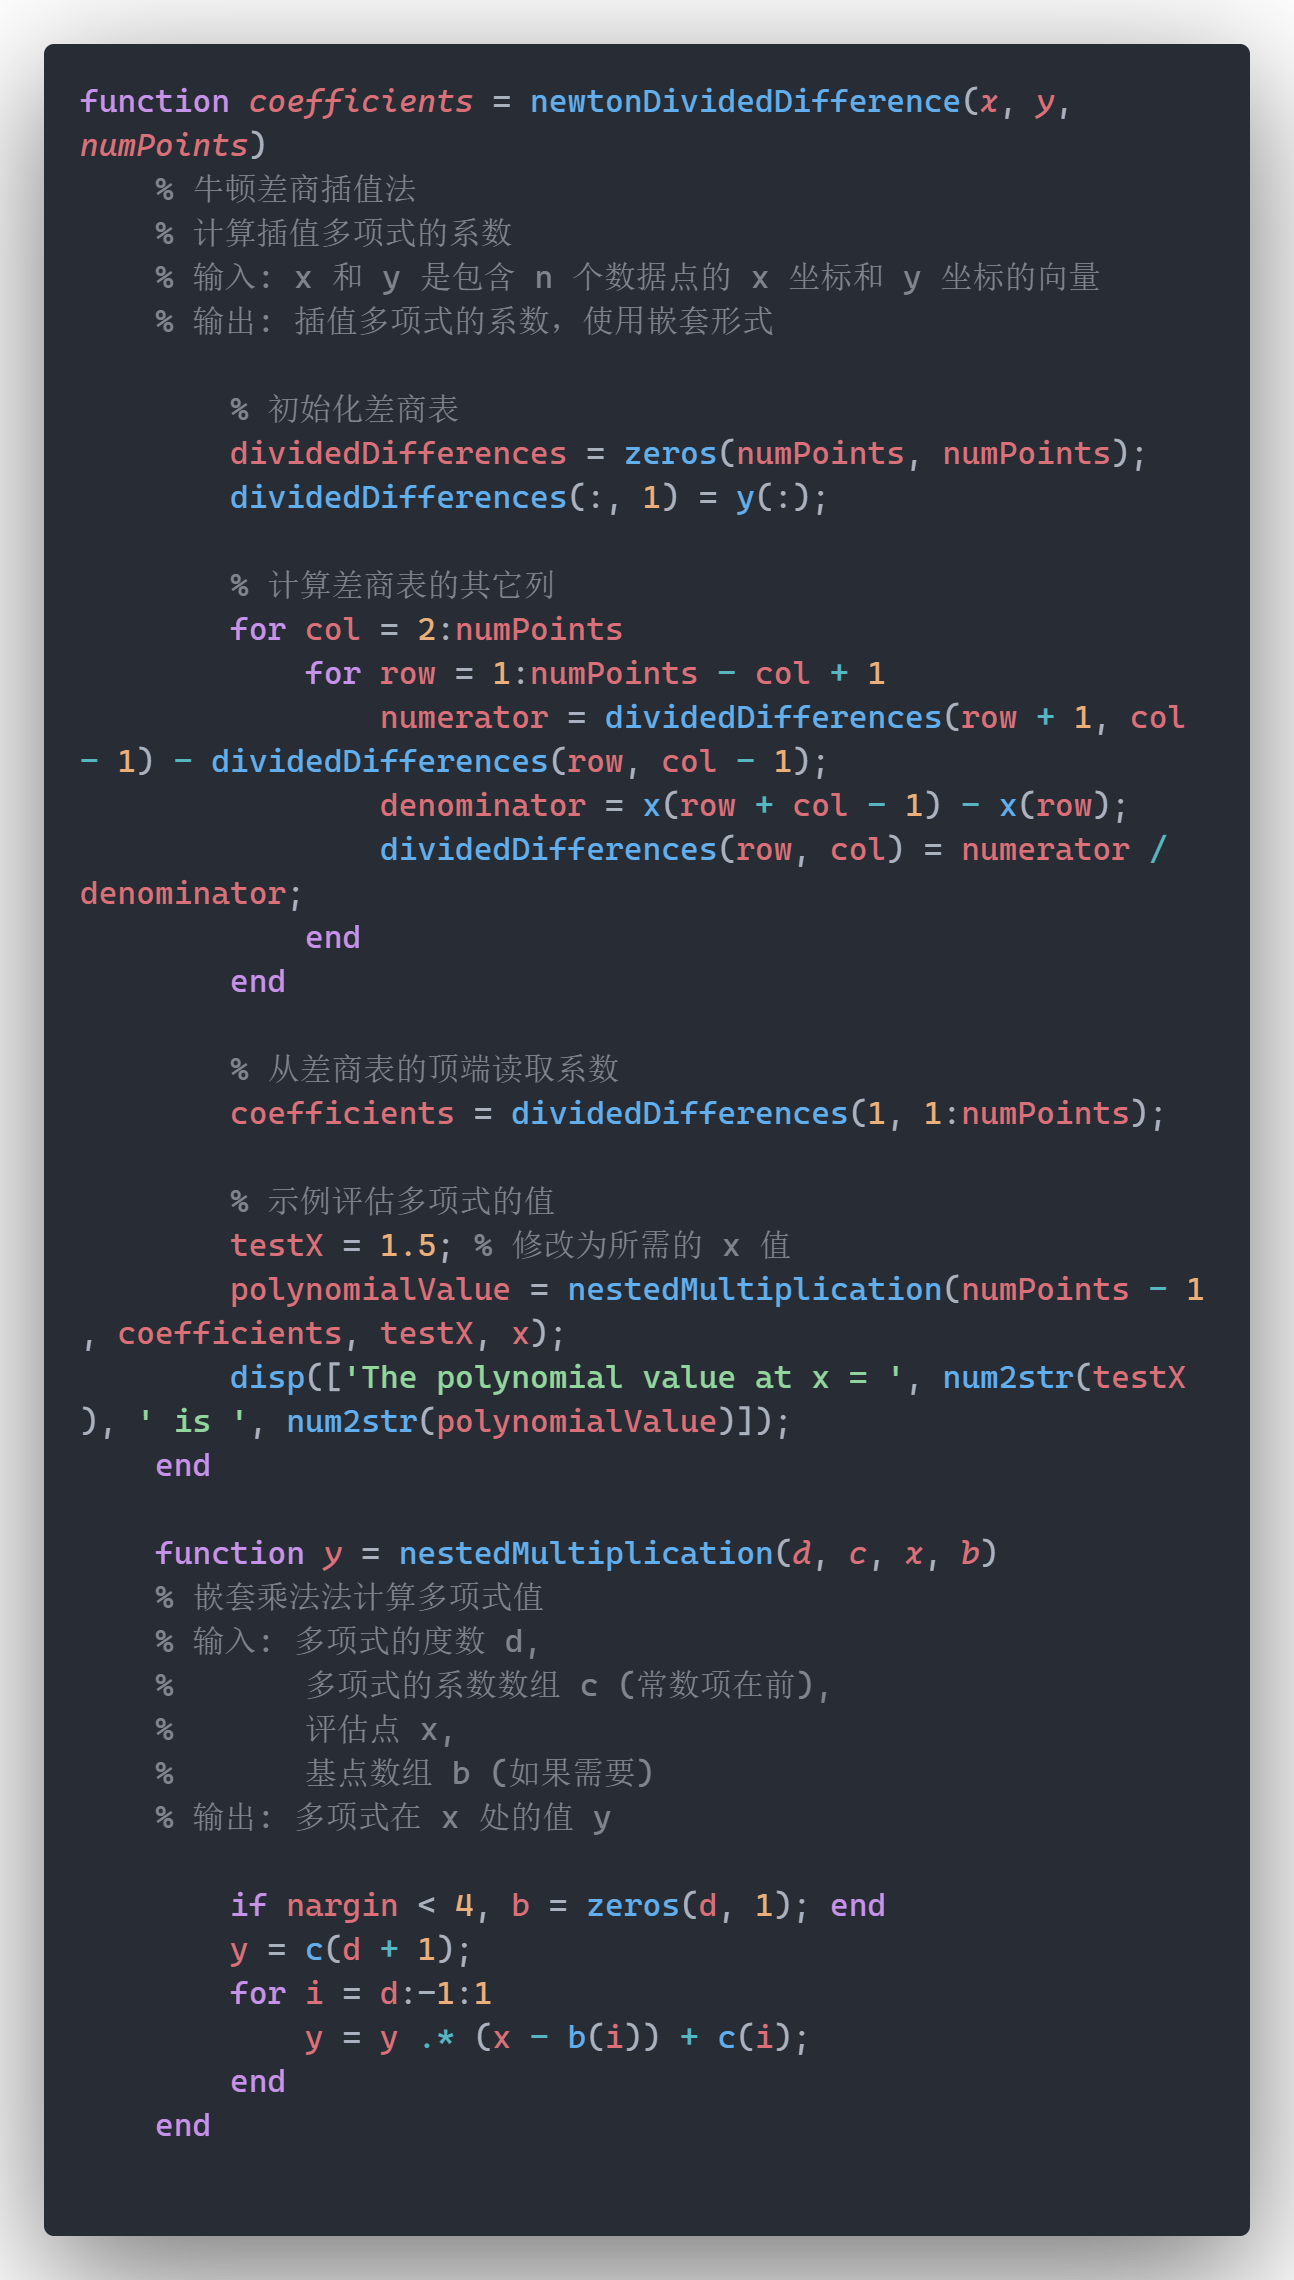 function coefficients = newtonDividedDifference(x, y,
numPoints)
    % 牛顿差商插值法
    % 计算插值多项式的系数
    % 输入: x 和 y 是包含 n 个数据点的 x 坐标和 y 坐标的向量
    % 输出: 插值多项式的系数，使用嵌套形式

        % 初始化差商表
        dividedDifferences = zeros(numPoints, numPoints);
        dividedDifferences(:, 1) = y(:);

        % 计算差商表的其它列
        for col = 2:numPoints
            for row = 1:numPoints - col + 1
                numerator = dividedDifferences(row + 1, col
- 1) - dividedDifferences(row, col - 1);
                denominator = x(row + col - 1) - x(row);
                dividedDifferences(row, col) = numerator /
denominator;
            end
        end

        % 从差商表的顶端读取系数
        coefficients = dividedDifferences(1, 1:numPoints);

        % 示例评估多项式的值
        testX = 1.5; % 修改为所需的 x 值
        polynomialValue = nestedMultiplication(numPoints - 1
, coefficients, testX, x);
        disp(['The polynomial value at x = ', num2str(testX
), ' is ', num2str(polynomialValue)]);
    end

    function y = nestedMultiplication(d, c, x, b)
    % 嵌套乘法法计算多项式值
    % 输入: 多项式的度数 d,
    %       多项式的系数数组 c (常数项在前),
    %       评估点 x,
    %       基点数组 b (如果需要)
    % 输出: 多项式在 x 处的值 y

        if nargin < 4, b = zeros(d, 1); end
        y = c(d + 1);
        for i = d:-1:1
            y = y .* (x - b(i)) + c(i);
        end
    end